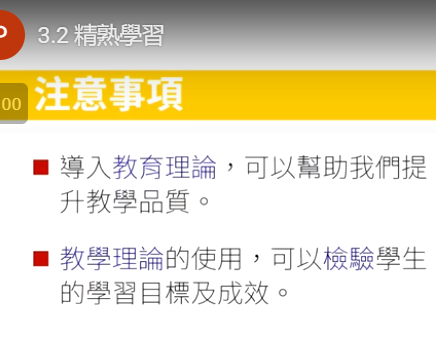 3.2 精熟學習
00
注意事項
導入教育理論，可以幫助我們提
升教學品質。
教學理論的使用，可以檢驗學生
的學習目標及成效。